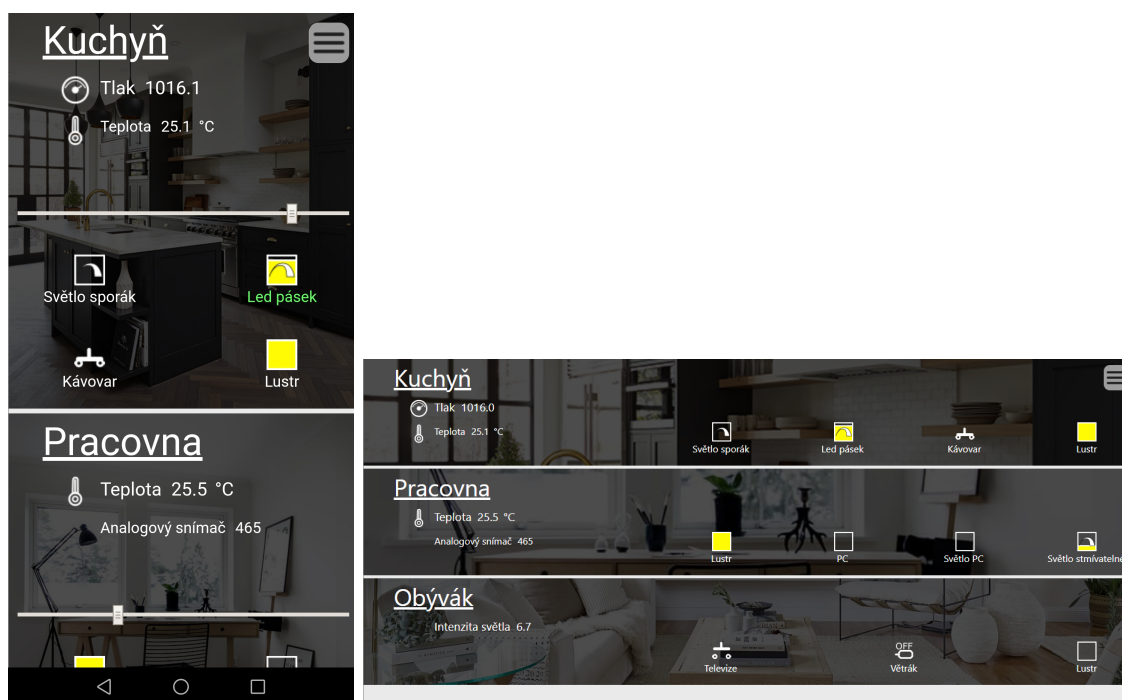 Kuchyň
Tlak 1016.1
Teplota 25.1 °C
Světlo sporák
Led pásek
Kávovar
Lustr
Pracovna
Teplota 25.5 °C
Analogový snímač 465
Kuchyň
Tlak 1016.0
Teplota 25.1 °C
Světlo sporák
Led pásek
Kávovar
Lustr
Pracovna
Teplota 25.5 °C
Analogový snímač 465
Lustr
PC
Světlo PC
Světlo stmívatelné
Obývák
Intenzita světla 6.7
Televize
OFF
Větrák
Lustr